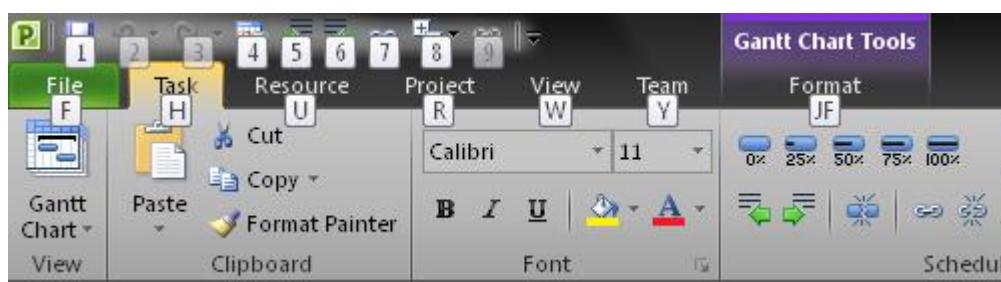 P
1 2 3 4 5 6 7 8 9
Gantt Chart Tools
File Task Resource Project View Team Format
F H U R W Y JF
Cut
Calibri 11
0% 25% 50% 75% 100%
Copy
Gantt Chart
Paste
Format Painter
B I U A
View Clipboard Font